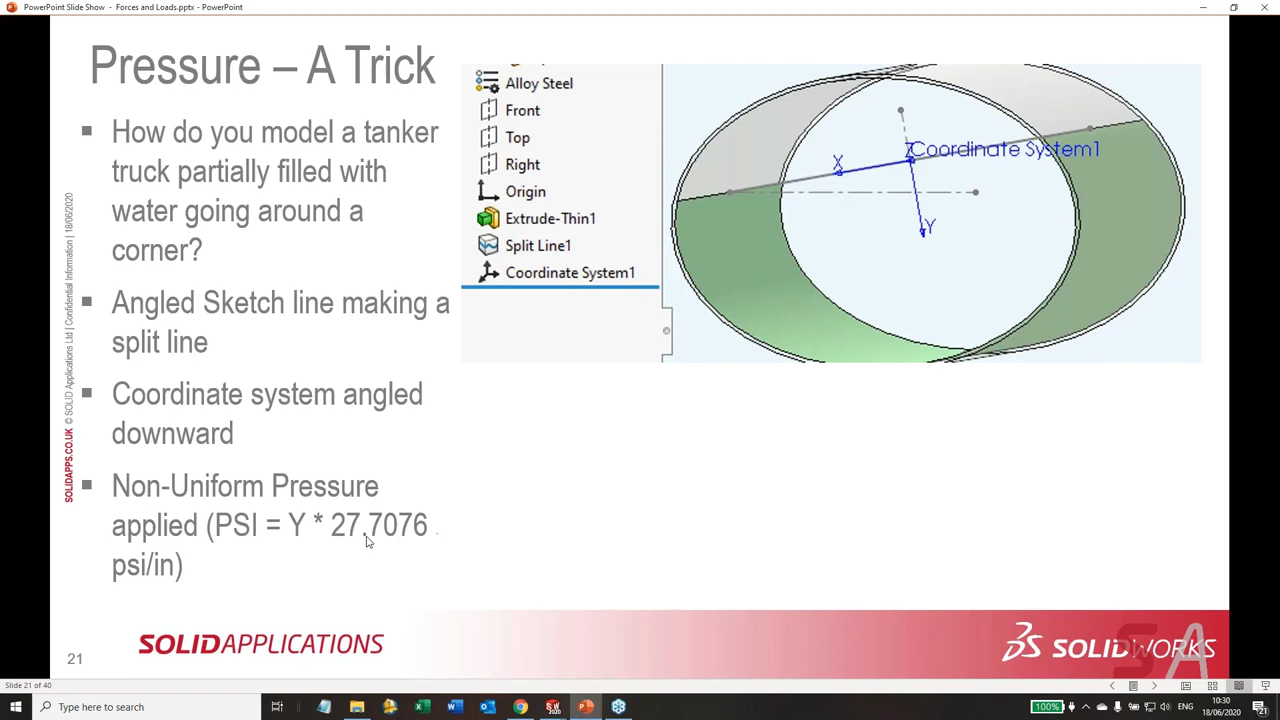 PowerPoint Slide Show - Forces and Loads.pptx - PowerPoint
Pressure – A Trick
▪ How do you model a tanker
truck partially filled with
water going around a
corner?
▪ Angled Sketch line making a
split line
▪ Coordinate system angled
downward
▪ Non-Uniform Pressure
applied (PSI = Y * 27.7076
psi/in)
SOLIDAPPS.CO.UK © SOLID Applications Ltd | Confidential Information | 18/06/2020
Alloy Steel
Front
Top
Right
Origin
Extrude-Thin1
Split Line1
Coordinate System1
X
Z
Coordinate System1
Y
21
SOLIDAPPLICATIONS
SOLIDWORKS
SA
Slide 21 of 40
Type here to search
100%
ENG
10:30
18/06/2020
21